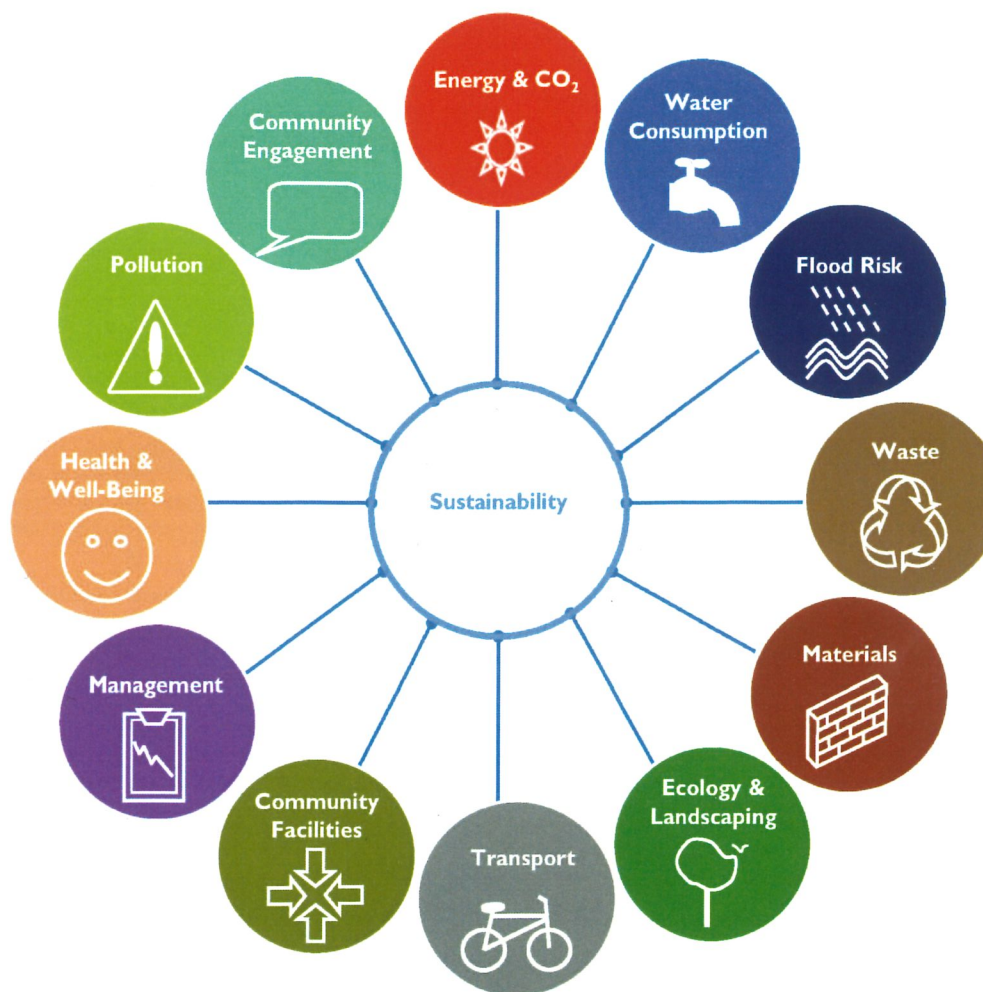 Energy & CO₂
Water
Consumption
Flood Risk
Waste
Materials
Ecology &
Landscaping
Transport
Community
Facilities
Management
Health &
Well-Being
Pollution
Community
Engagement
Sustainability